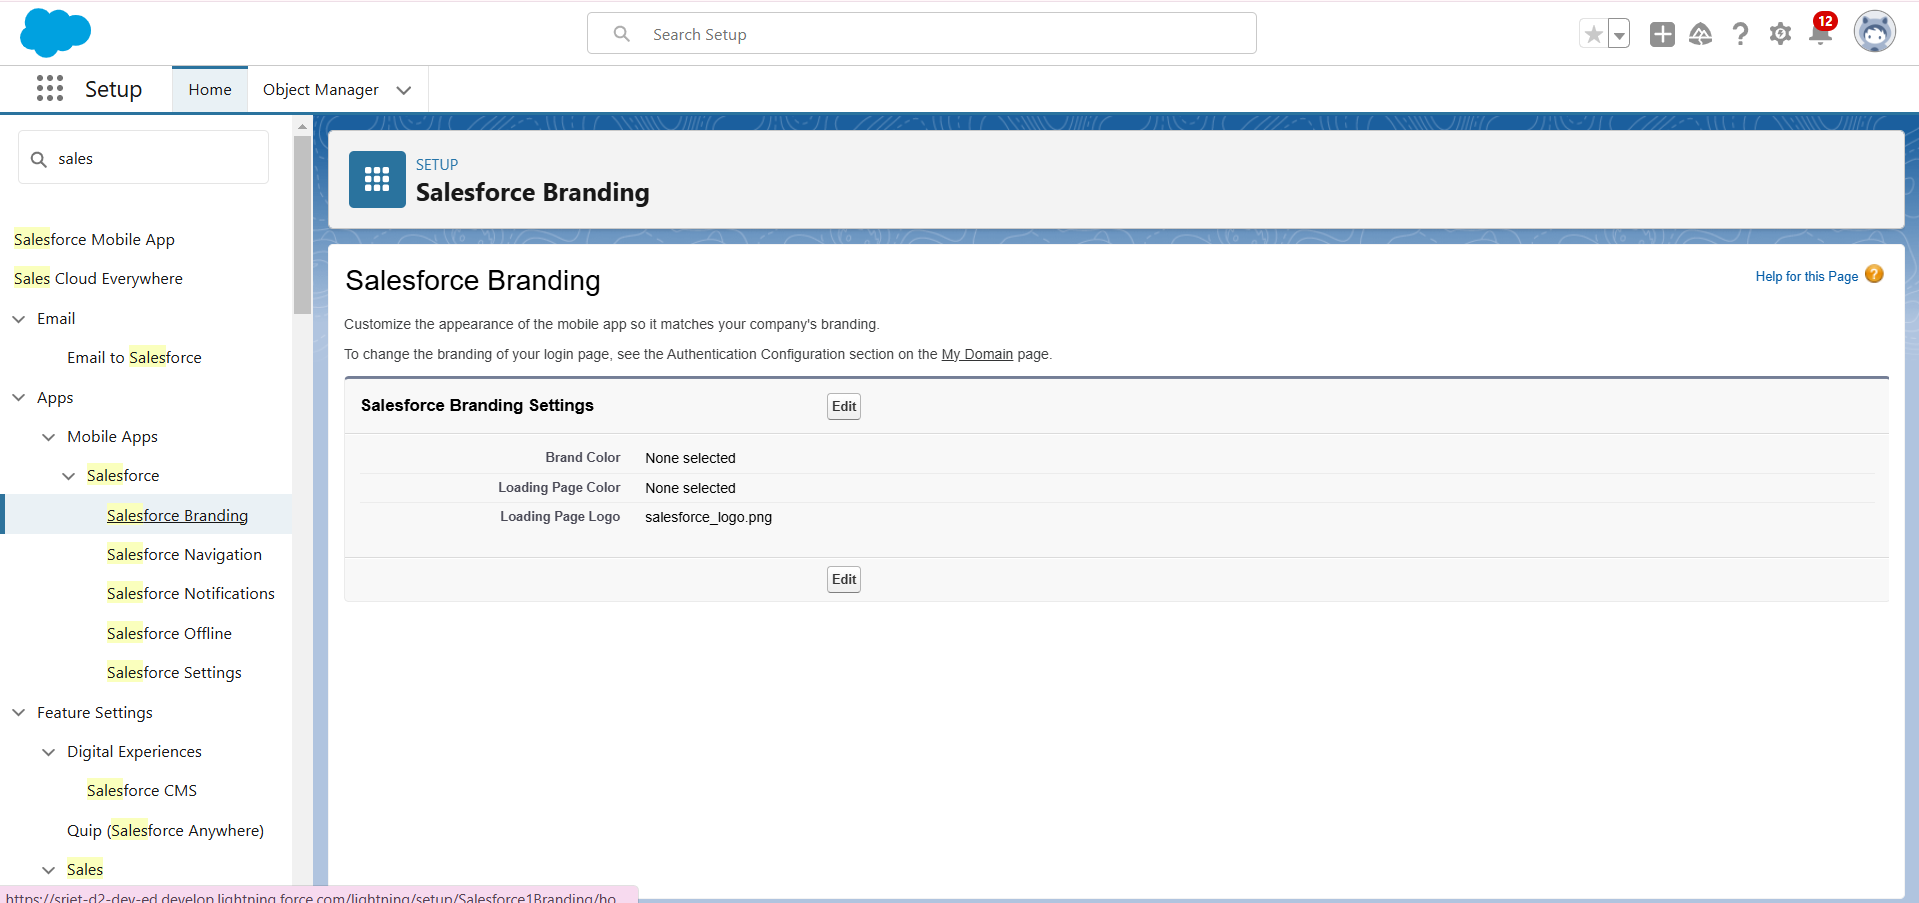 Search Setup
12
Setup
Home
Object Manager
sales
Salesforce Mobile App
Sales Cloud Everywhere
Email
Email to Salesforce
Apps
Mobile Apps
Salesforce
Salesforce Branding
Salesforce Navigation
Salesforce Notifications
Salesforce Offline
Salesforce Settings
Feature Settings
Digital Experiences
Salesforce CMS
Quip (Salesforce Anywhere)
Sales
SETUP
Salesforce Branding
Salesforce Branding
Help for this Page
Customize the appearance of the mobile app so it matches your company's branding.
To change the branding of your login page, see the Authentication Configuration section on the My Domain page.
Salesforce Branding Settings
Edit
Brand Color None selected
Loading Page Color None selected
Loading Page Logo salesforce_logo.png
Edit
https://sriet-d2-dev-ed.develop.lightning.force.com/lightning/setup/Salesforce1Branding/ho